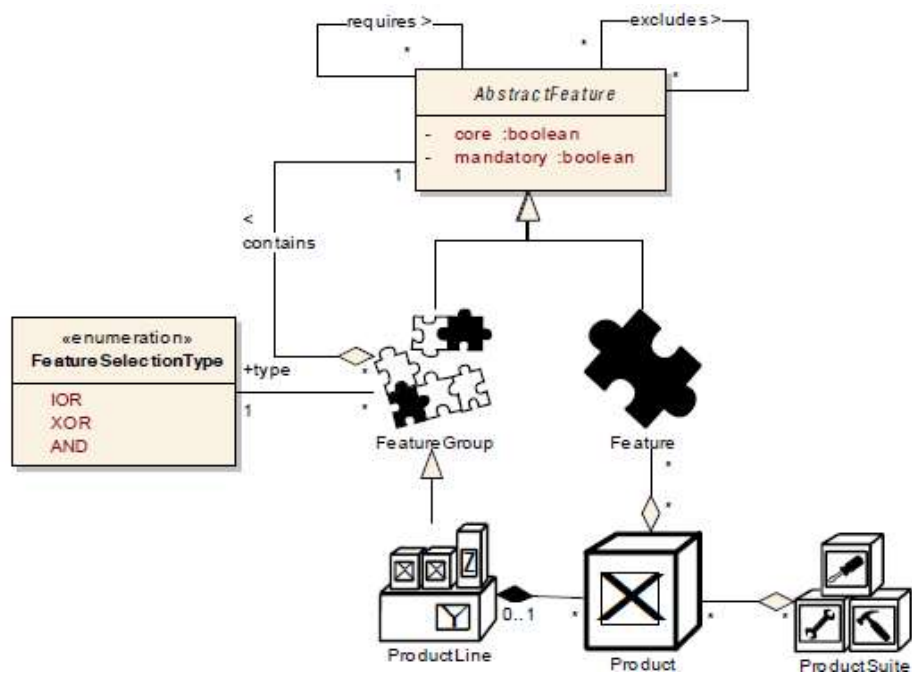 requires >
excludes >
*
*
*
*
AbstractFeature
- core :boolean
- mandatory :boolean
1
<
contains
«enumeration»
FeatureSelectionType
IOR
XOR
AND
+type
1
*
*
FeatureGroup
Feature
*
*
0..1
*
*
*
Z
Y
ProductLine
Product
ProductSuite